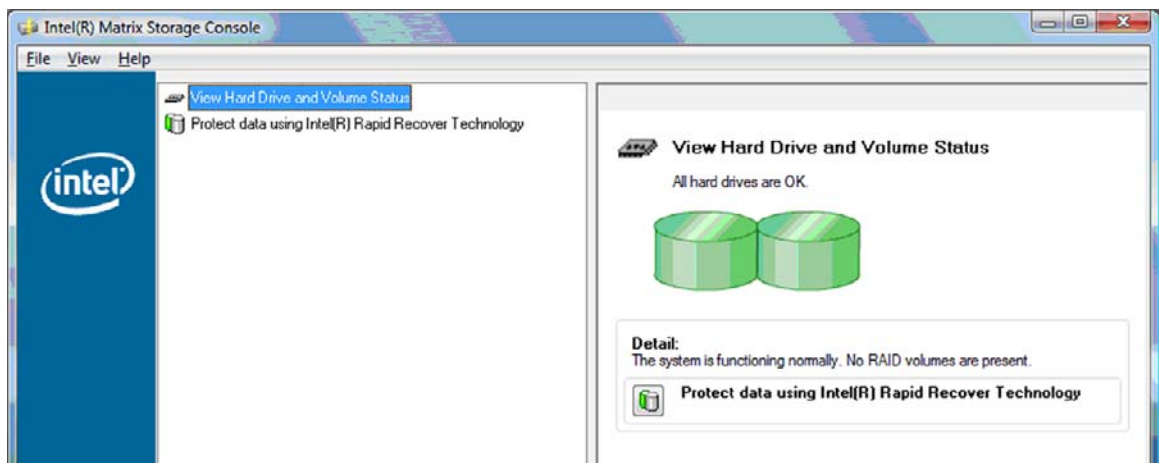 Intel(R) Matrix Storage Console
File View Help
View Hard Drive and Volume Status
Protect data using Intel(R) Rapid Recover Technology
intel
View Hard Drive and Volume Status
All hard drives are OK.
Detail:
The system is functioning normally. No RAID volumes are present.
Protect data using Intel(R) Rapid Recover Technology